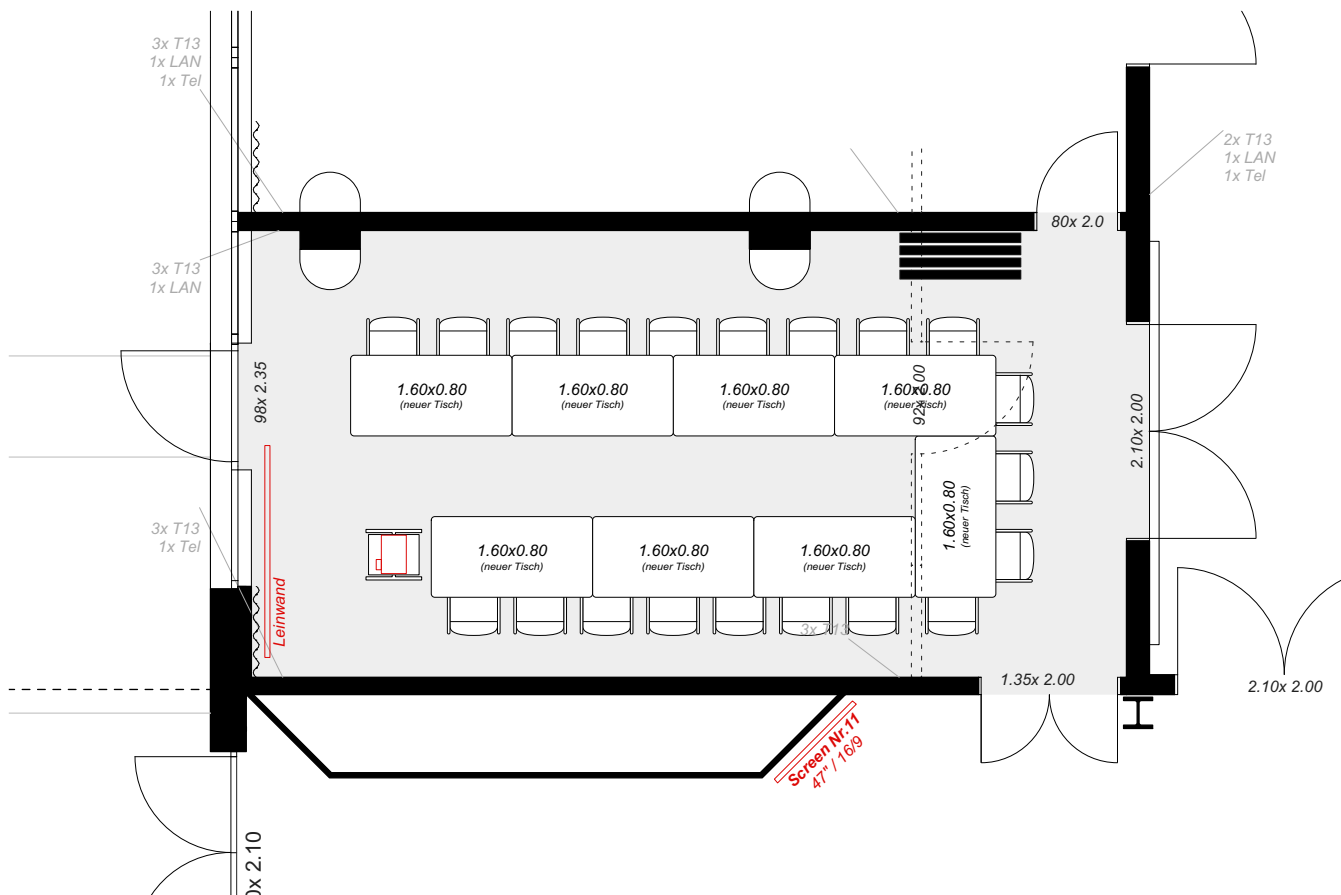 3x T13
1x LAN
1x Tel
2x T13
1x LAN
1x Tel
80x 2.0
3x T13
1x LAN
98x 2.35
1.60x0.80
(neuer Tisch)
1.60x0.80
(neuer Tisch)
1.60x0.80
(neuer Tisch)
1.60x0.80
(neuer Tisch)
92x 2.00
2.10x 2.00
3x T13
1x Tel
Leinwand
1.60x0.80
(neuer Tisch)
1.60x0.80
(neuer Tisch)
1.60x0.80
(neuer Tisch)
1.60x0.80
(neuer Tisch)
3x T13
1.35x 2.00
2.10x 2.00
Screen Nr.11
47" / 16/9
0x 2.10